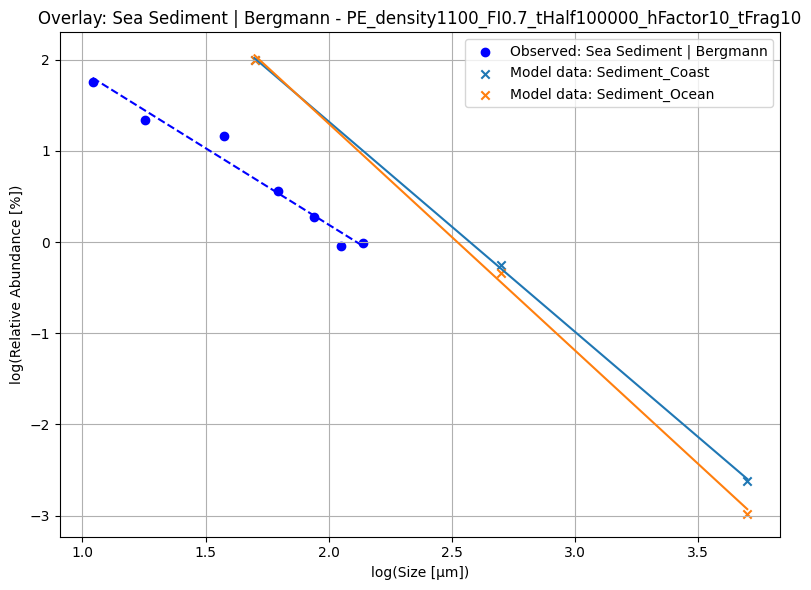 Overlay: Sea Sediment | Bergmann - PE_density1100_FI0.7_tHalf100000_hFactor10_tFrag10
Observed: Sea Sediment | Bergmann
Model data: Sediment_Coast
Model data: Sediment_Ocean
log(Relative Abundance [%])
2
1
0
−1
−2
−3
1.0 1.5 2.0 2.5 3.0 3.5
log(Size [µm])